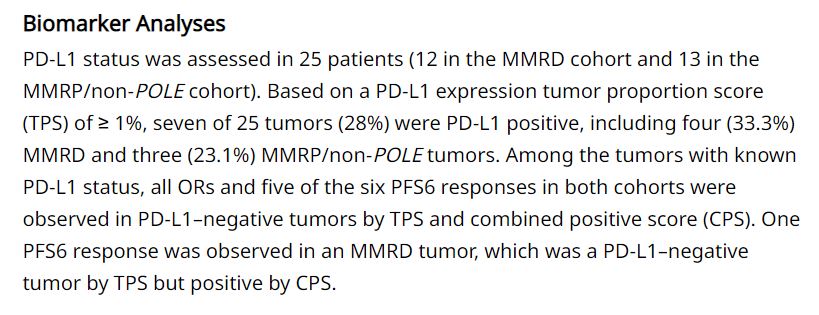 Biomarker Analyses
PD-L1 status was assessed in 25 patients (12 in the MMRD cohort and 13 in the
MMRP/non-POLE cohort). Based on a PD-L1 expression tumor proportion score
(TPS) of ≥ 1%, seven of 25 tumors (28%) were PD-L1 positive, including four (33.3%)
MMRD and three (23.1%) MMRP/non-POLE tumors. Among the tumors with known
PD-L1 status, all ORs and five of the six PFS6 responses in both cohorts were
observed in PD-L1–negative tumors by TPS and combined positive score (CPS). One
PFS6 response was observed in an MMRD tumor, which was a PD-L1–negative
tumor by TPS but positive by CPS.